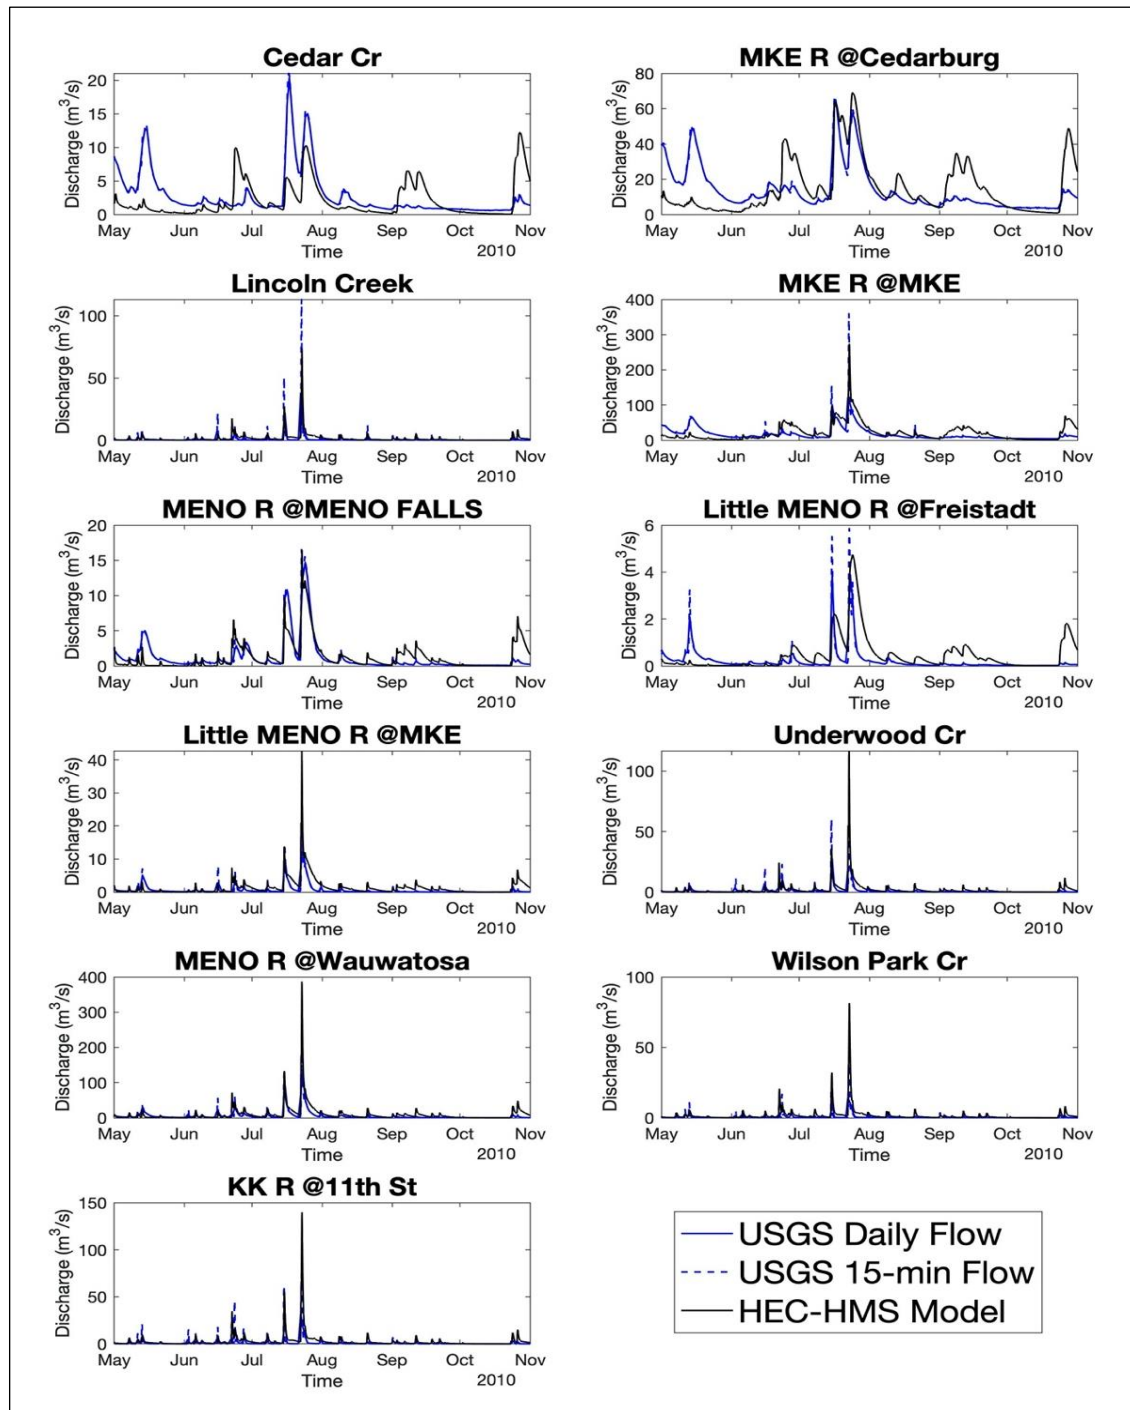 Cedar Cr
20
15
10
5
0
Discharge (m³/s)
May Jun Jul Aug Sep Oct Nov
Time
2010
MKE R @Cedarburg
80
60
40
20
0
Discharge (m³/s)
May Jun Jul Aug Sep Oct Nov
Time
2010
Lincoln Creek
100
50
0
Discharge (m³/s)
May Jun Jul Aug Sep Oct Nov
Time
2010
MKE R @MKE
400
300
200
100
0
Discharge (m³/s)
May Jun Jul Aug Sep Oct Nov
Time
2010
MENO R @MENO FALLS
20
15
10
5
0
Discharge (m³/s)
May Jun Jul Aug Sep Oct Nov
Time
2010
Little MENO R @Freistadt
6
4
2
0
Discharge (m³/s)
May Jun Jul Aug Sep Oct Nov
Time
2010
Little MENO R @MKE
40
30
20
10
0
Discharge (m³/s)
May Jun Jul Aug Sep Oct Nov
Time
2010
Underwood Cr
100
50
0
Discharge (m³/s)
May Jun Jul Aug Sep Oct Nov
Time
2010
MENO R @Wauwatosa
400
300
200
100
0
Discharge (m³/s)
May Jun Jul Aug Sep Oct Nov
Time
2010
Wilson Park Cr
100
50
0
Discharge (m³/s)
May Jun Jul Aug Sep Oct Nov
Time
2010
KK R @11th St
150
100
50
0
Discharge (m³/s)
May Jun Jul Aug Sep Oct Nov
Time
2010
USGS Daily Flow
USGS 15-min Flow
HEC-HMS Model